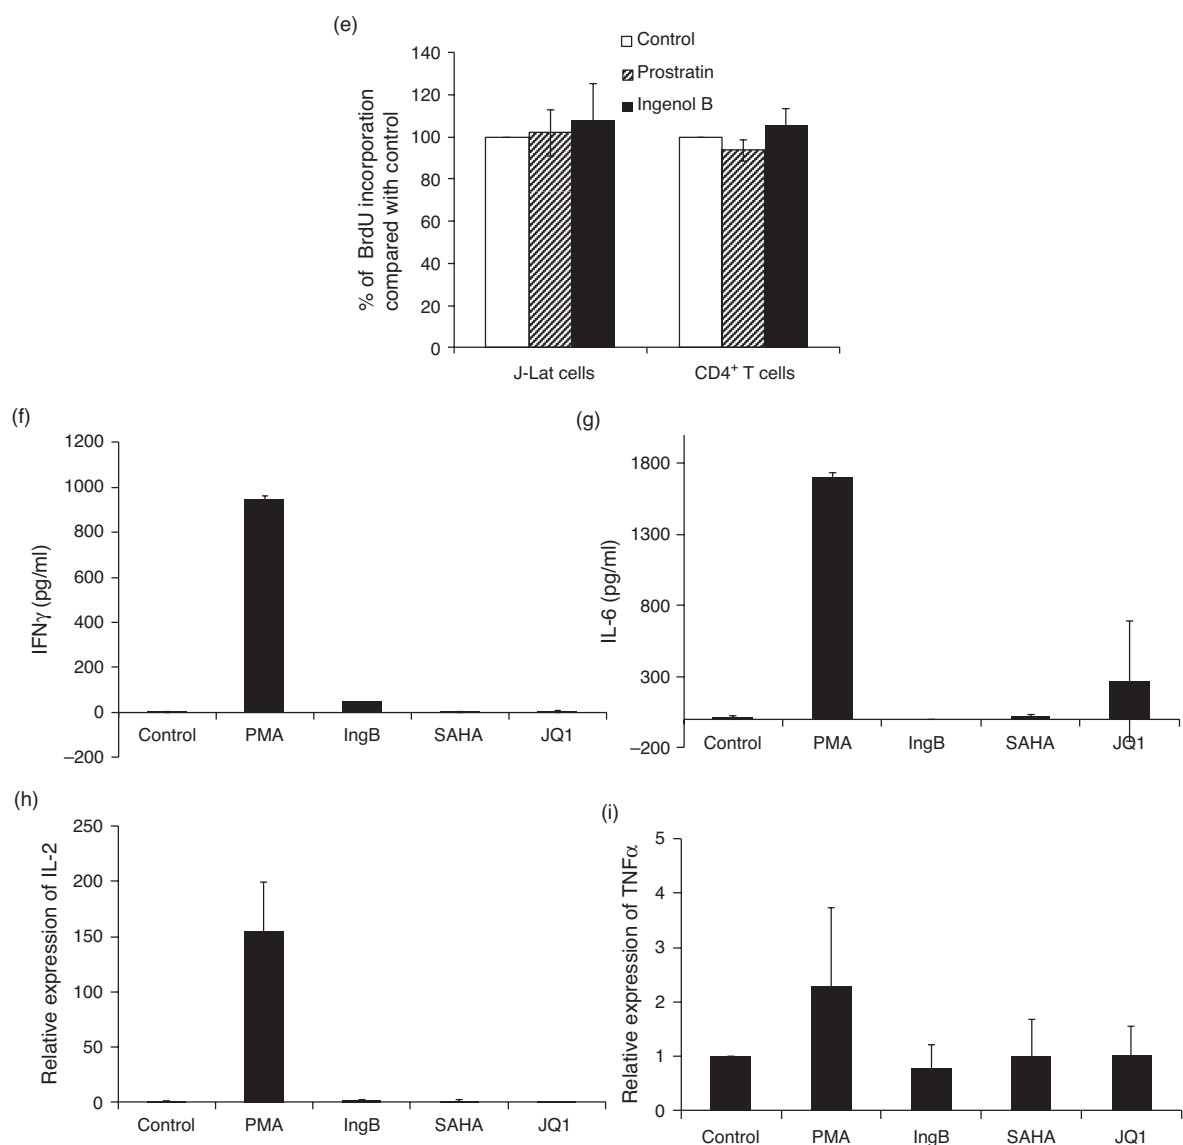 (e)
Control
Prostratin
Ingenol B
% of BrdU incorporation
compared with control
140
120
100
80
60
40
20
0
J-Lat cells
CD4⁺ T cells
(f)
IFNγ (pg/ml)
1200
1000
800
600
400
200
0
–200
Control PMA IngB SAHA JQ1
(g)
IL-6 (pg/ml)
1800
1300
800
300
–200
Control PMA IngB SAHA JQ1
(h)
Relative expression of IL-2
250
200
150
100
50
0
Control PMA IngB SAHA JQ1
(i)
Relative expression of TNFα
5
4
3
2
1
0
Control PMA IngB SAHA JQ1